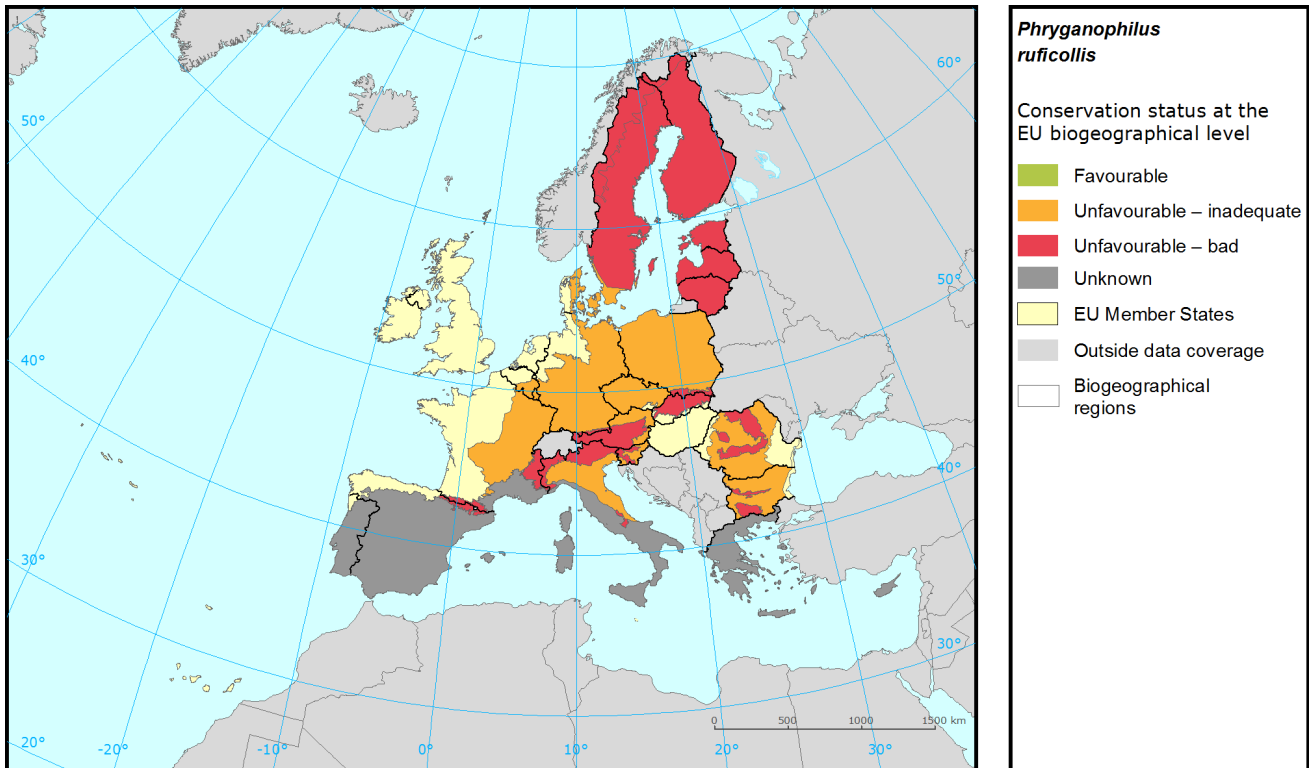 Phryganophilus
ruficollis
Conservation status at the
EU biogeographical level
Favourable
Unfavourable – inadequate
Unfavourable – bad
Unknown
EU Member States
Outside data coverage
Biogeographical
regions
60°
50°
50°
40°
40°
30°
30°
20°
-20°
-10°
0°
10°
20°
30°
0 500 1000 1500 km